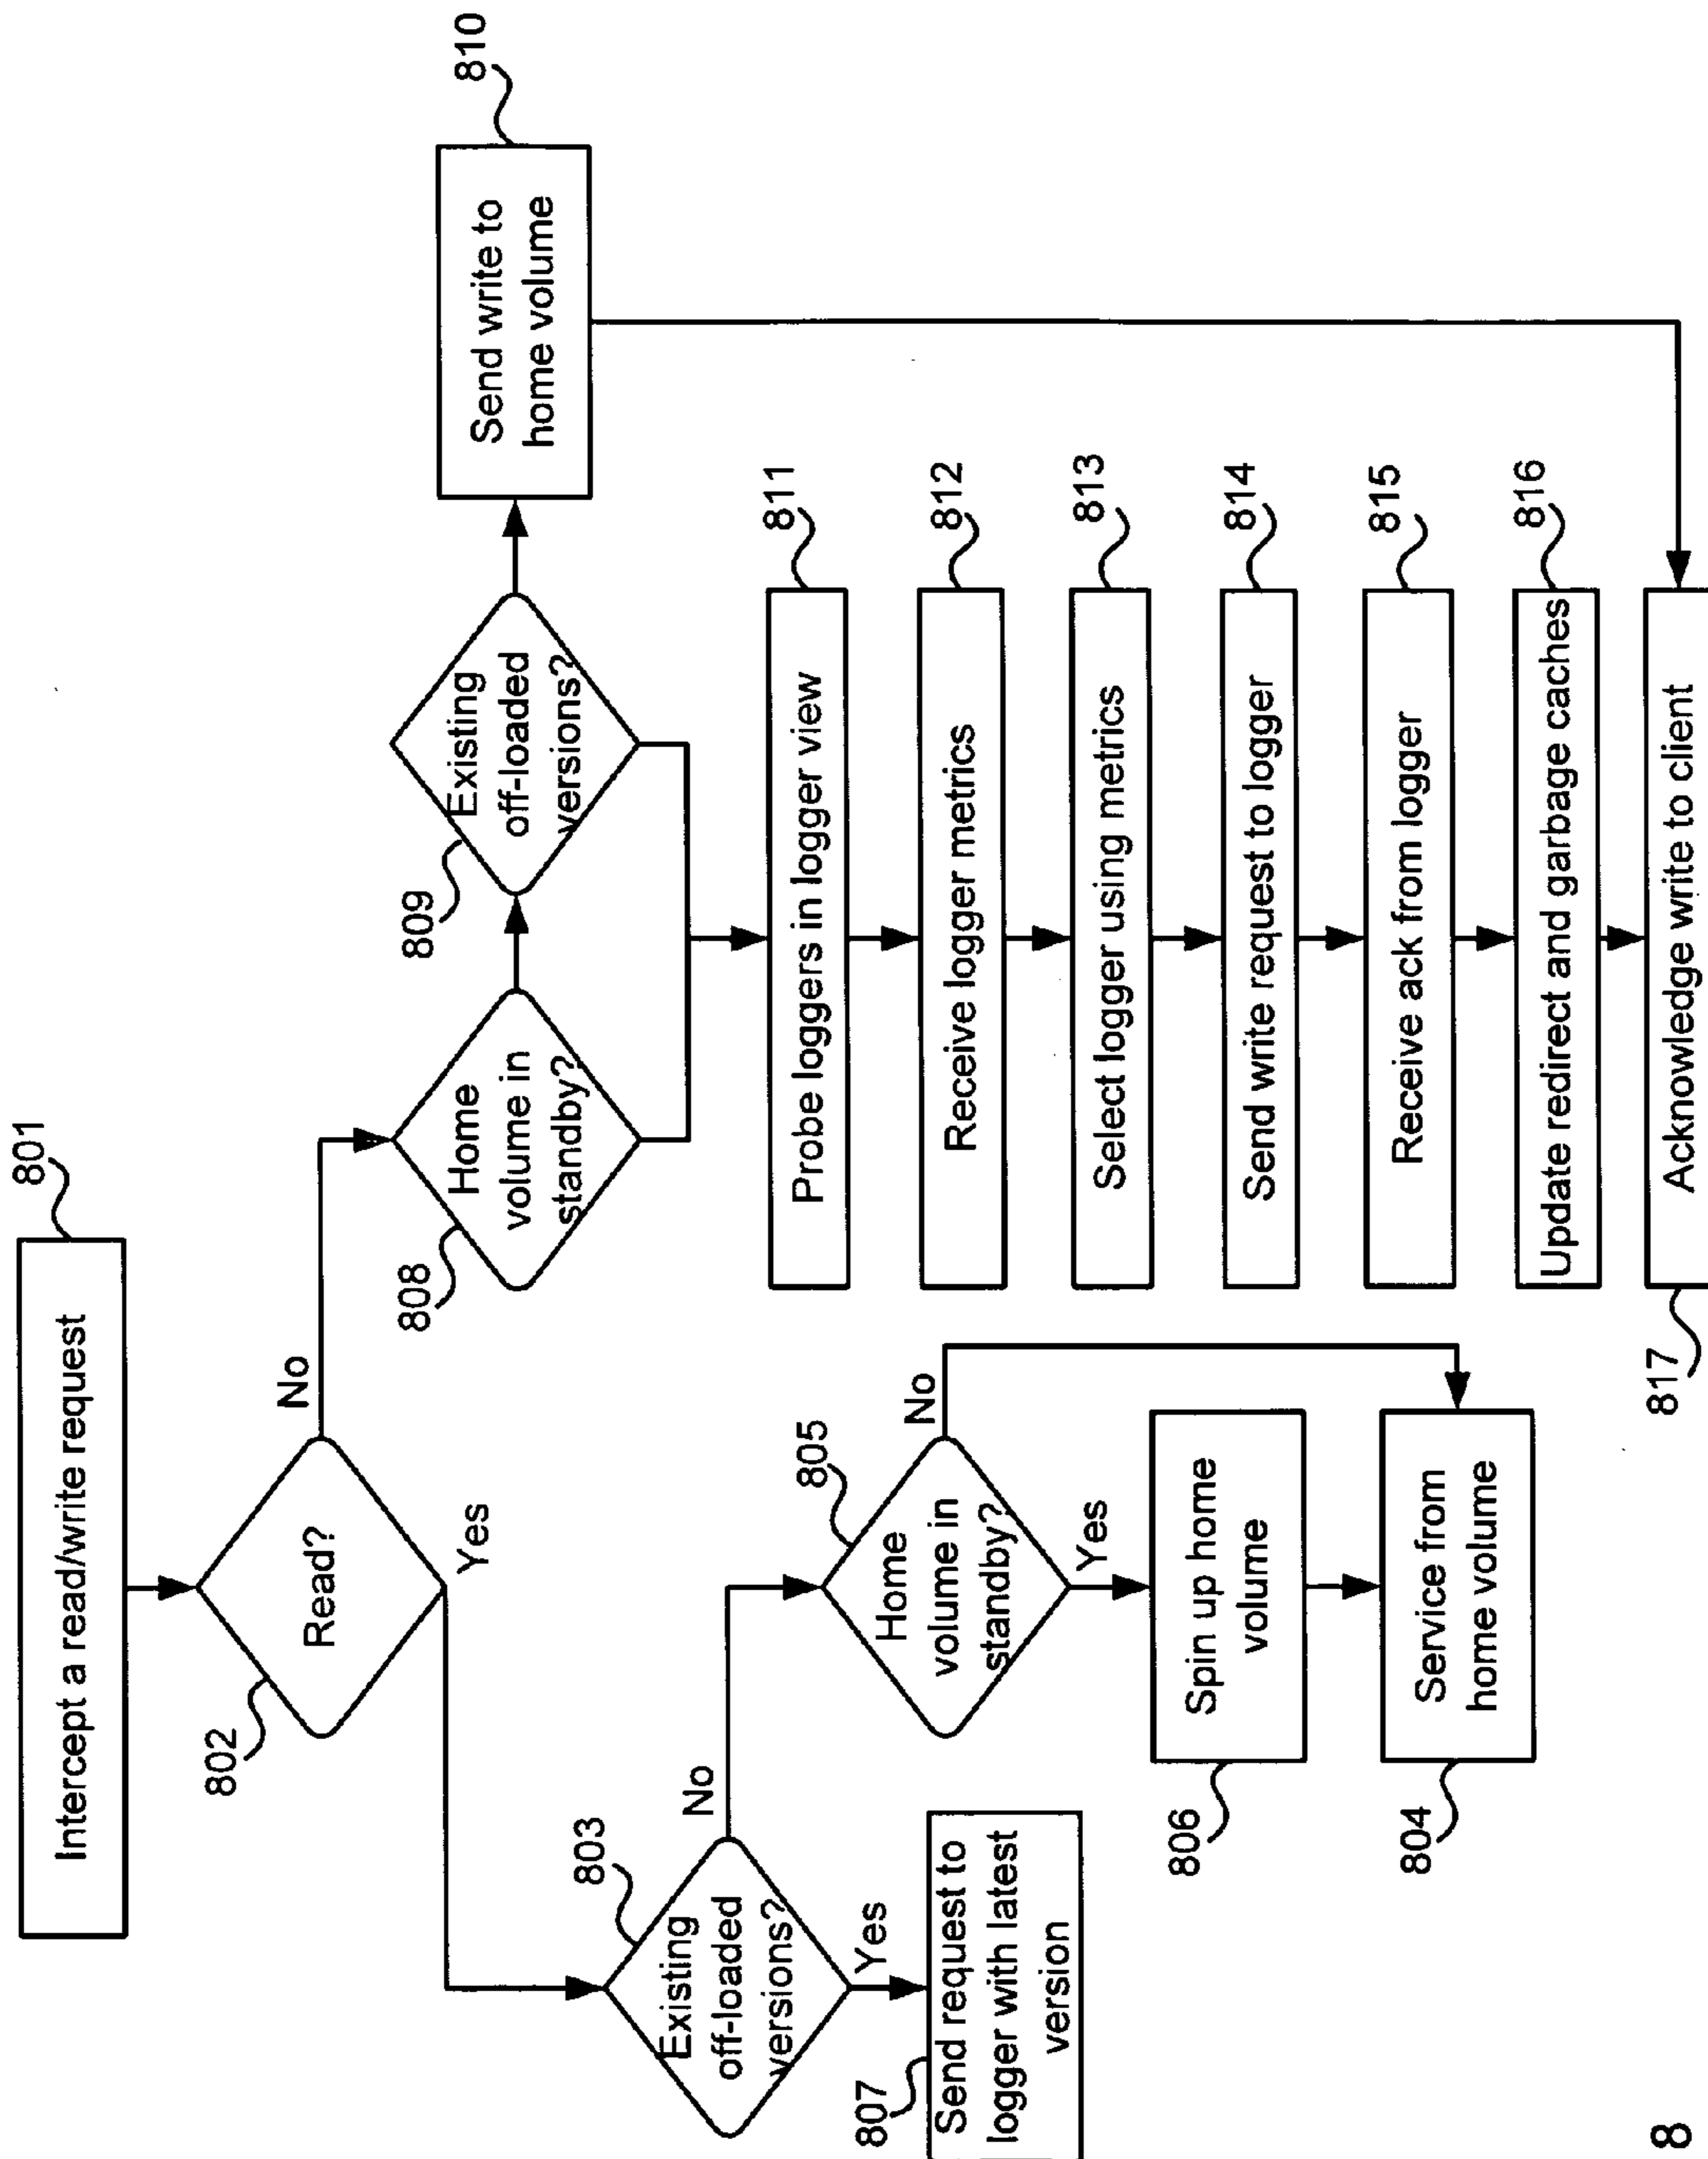 801
Intercept a read/write request
802
Read?
No
Yes
803
Existing
off-loaded
versions?
No
Yes
807
Send request to
logger with latest
version
805
Home
volume in
standby?
No
Yes
806
Spin up home
volume
804
Service from
home volume
808
Home
volume in
standby?
809
Existing
off-loaded
versions?
810
Send write to
home volume
811
Probe loggers in logger view
812
Receive logger metrics
813
Select logger using metrics
814
Send write request to logger
815
Receive ack from logger
816
Update redirect and garbage caches
817
Acknowledge write to client
8